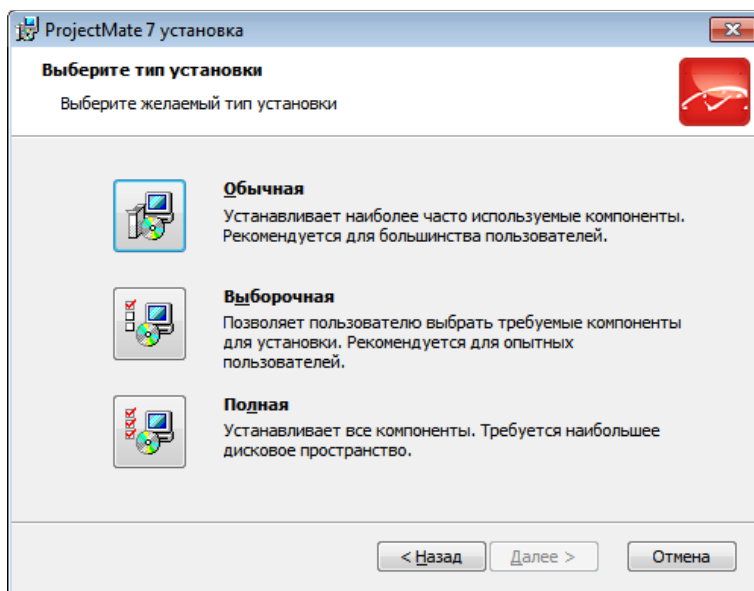 ProjectMate 7 установка
Выберите тип установки
Выберите желаемый тип установки
Обычная
Устанавливает наиболее часто используемые компоненты.
Рекомендуется для большинства пользователей.
Выборочная
Позволяет пользователю выбрать требуемые компоненты
для установки. Рекомендуется для опытных
пользователей.
Полная
Устанавливает все компоненты. Требуется наибольшее
дисковое пространство.
< Назад Далее > Отмена